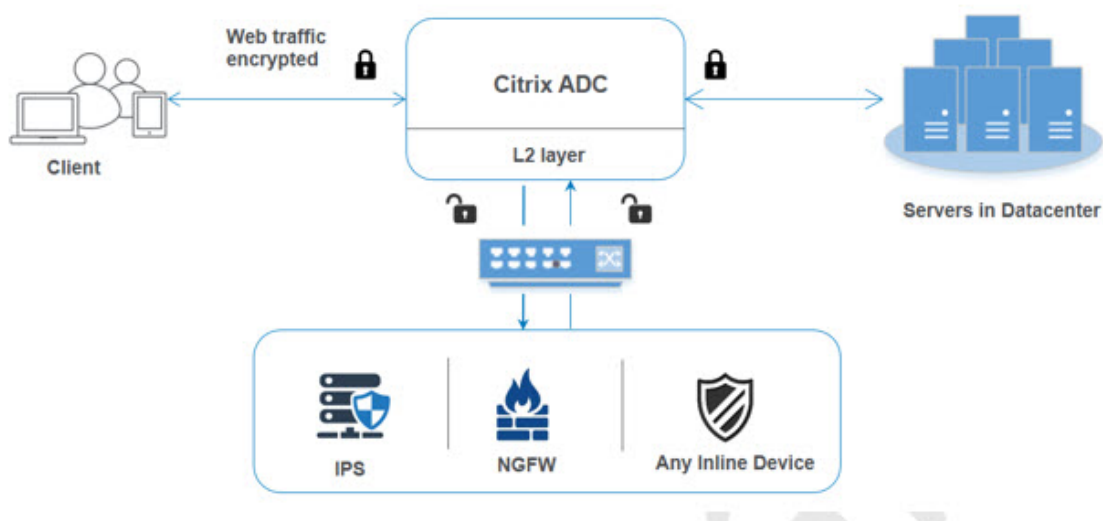 Web traffic
encrypted
Citrix ADC
L2 layer
Client
Servers in Datacenter
IPS
NGFW
Any Inline Device